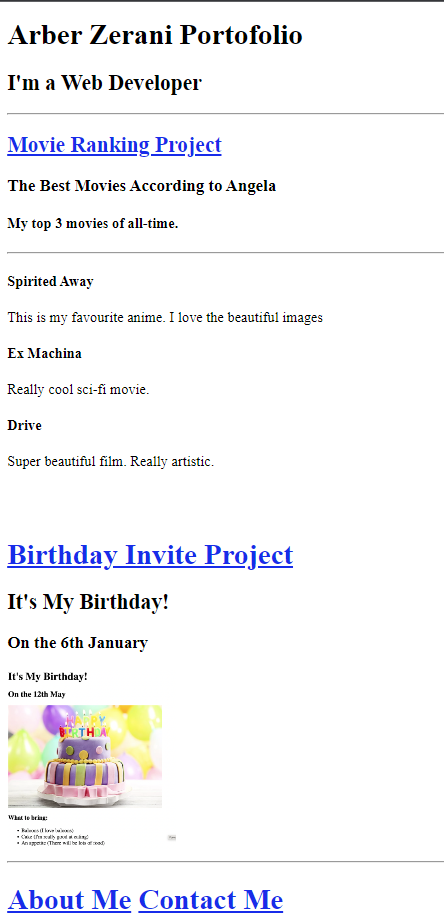 Arber Zerani Portofolio
I'm a Web Developer
Movie Ranking Project
The Best Movies According to Angela
My top 3 movies of all-time.
Spirited Away
This is my favourite anime. I love the beautiful images
Ex Machina
Really cool sci-fi movie.
Drive
Super beautiful film. Really artistic.
Birthday Invite Project
It's My Birthday!
On the 6th January
It's My Birthday!
On the 12th May
HAPPY
BIRTHDAY
What to bring:
Baloons (I love baloons)
Cake (I'm really good at eating)
An appetite (There will be lots of food)
About Me Contact Me